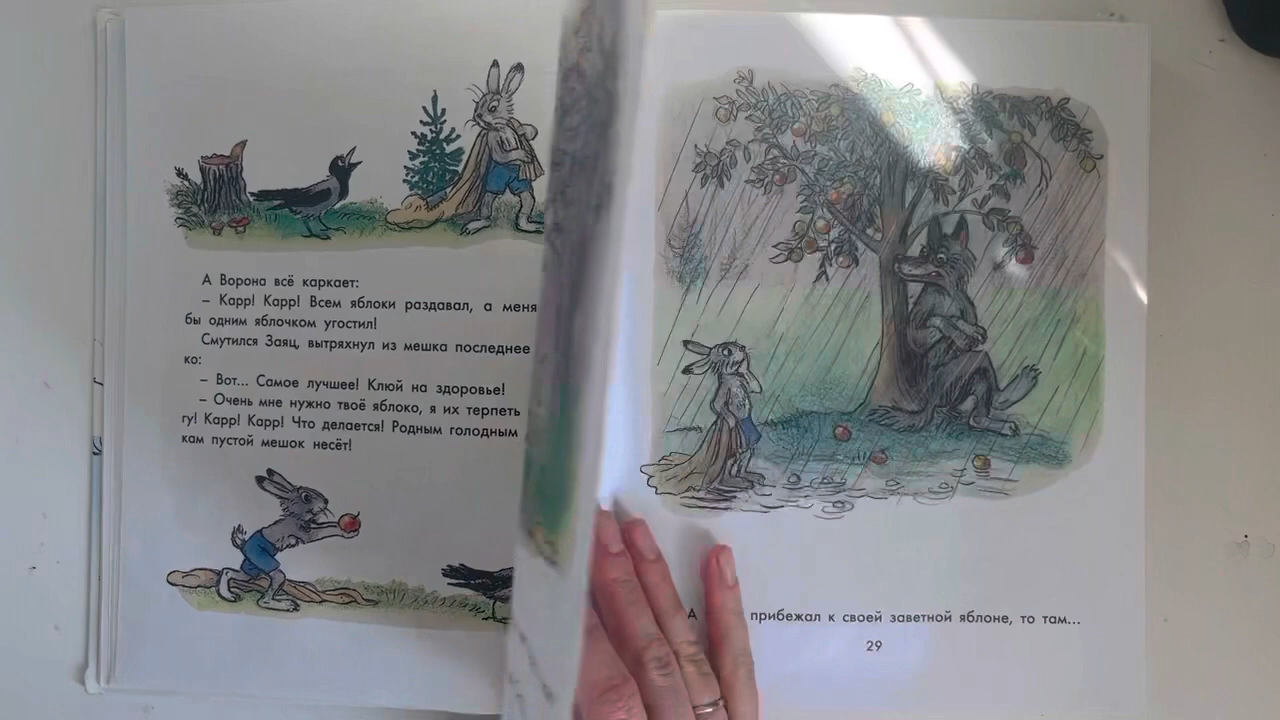 А Ворона всё каркает:
– Карр! Карр! Всем яблоки раздавал, а меня
бы одним яблочком угостил!
Смутился Заяц, вытряхнул из мешка последнее
ко:
– Вот... Самое лучшее! Клюй на здоровье!
– Очень мне нужно твоё яблоко, я их терпеть
гу! Карр! Карр! Что делается! Родным голодным
кам пустой мешок несёт!
А прибежал к своей заветной яблоне, то там...
29